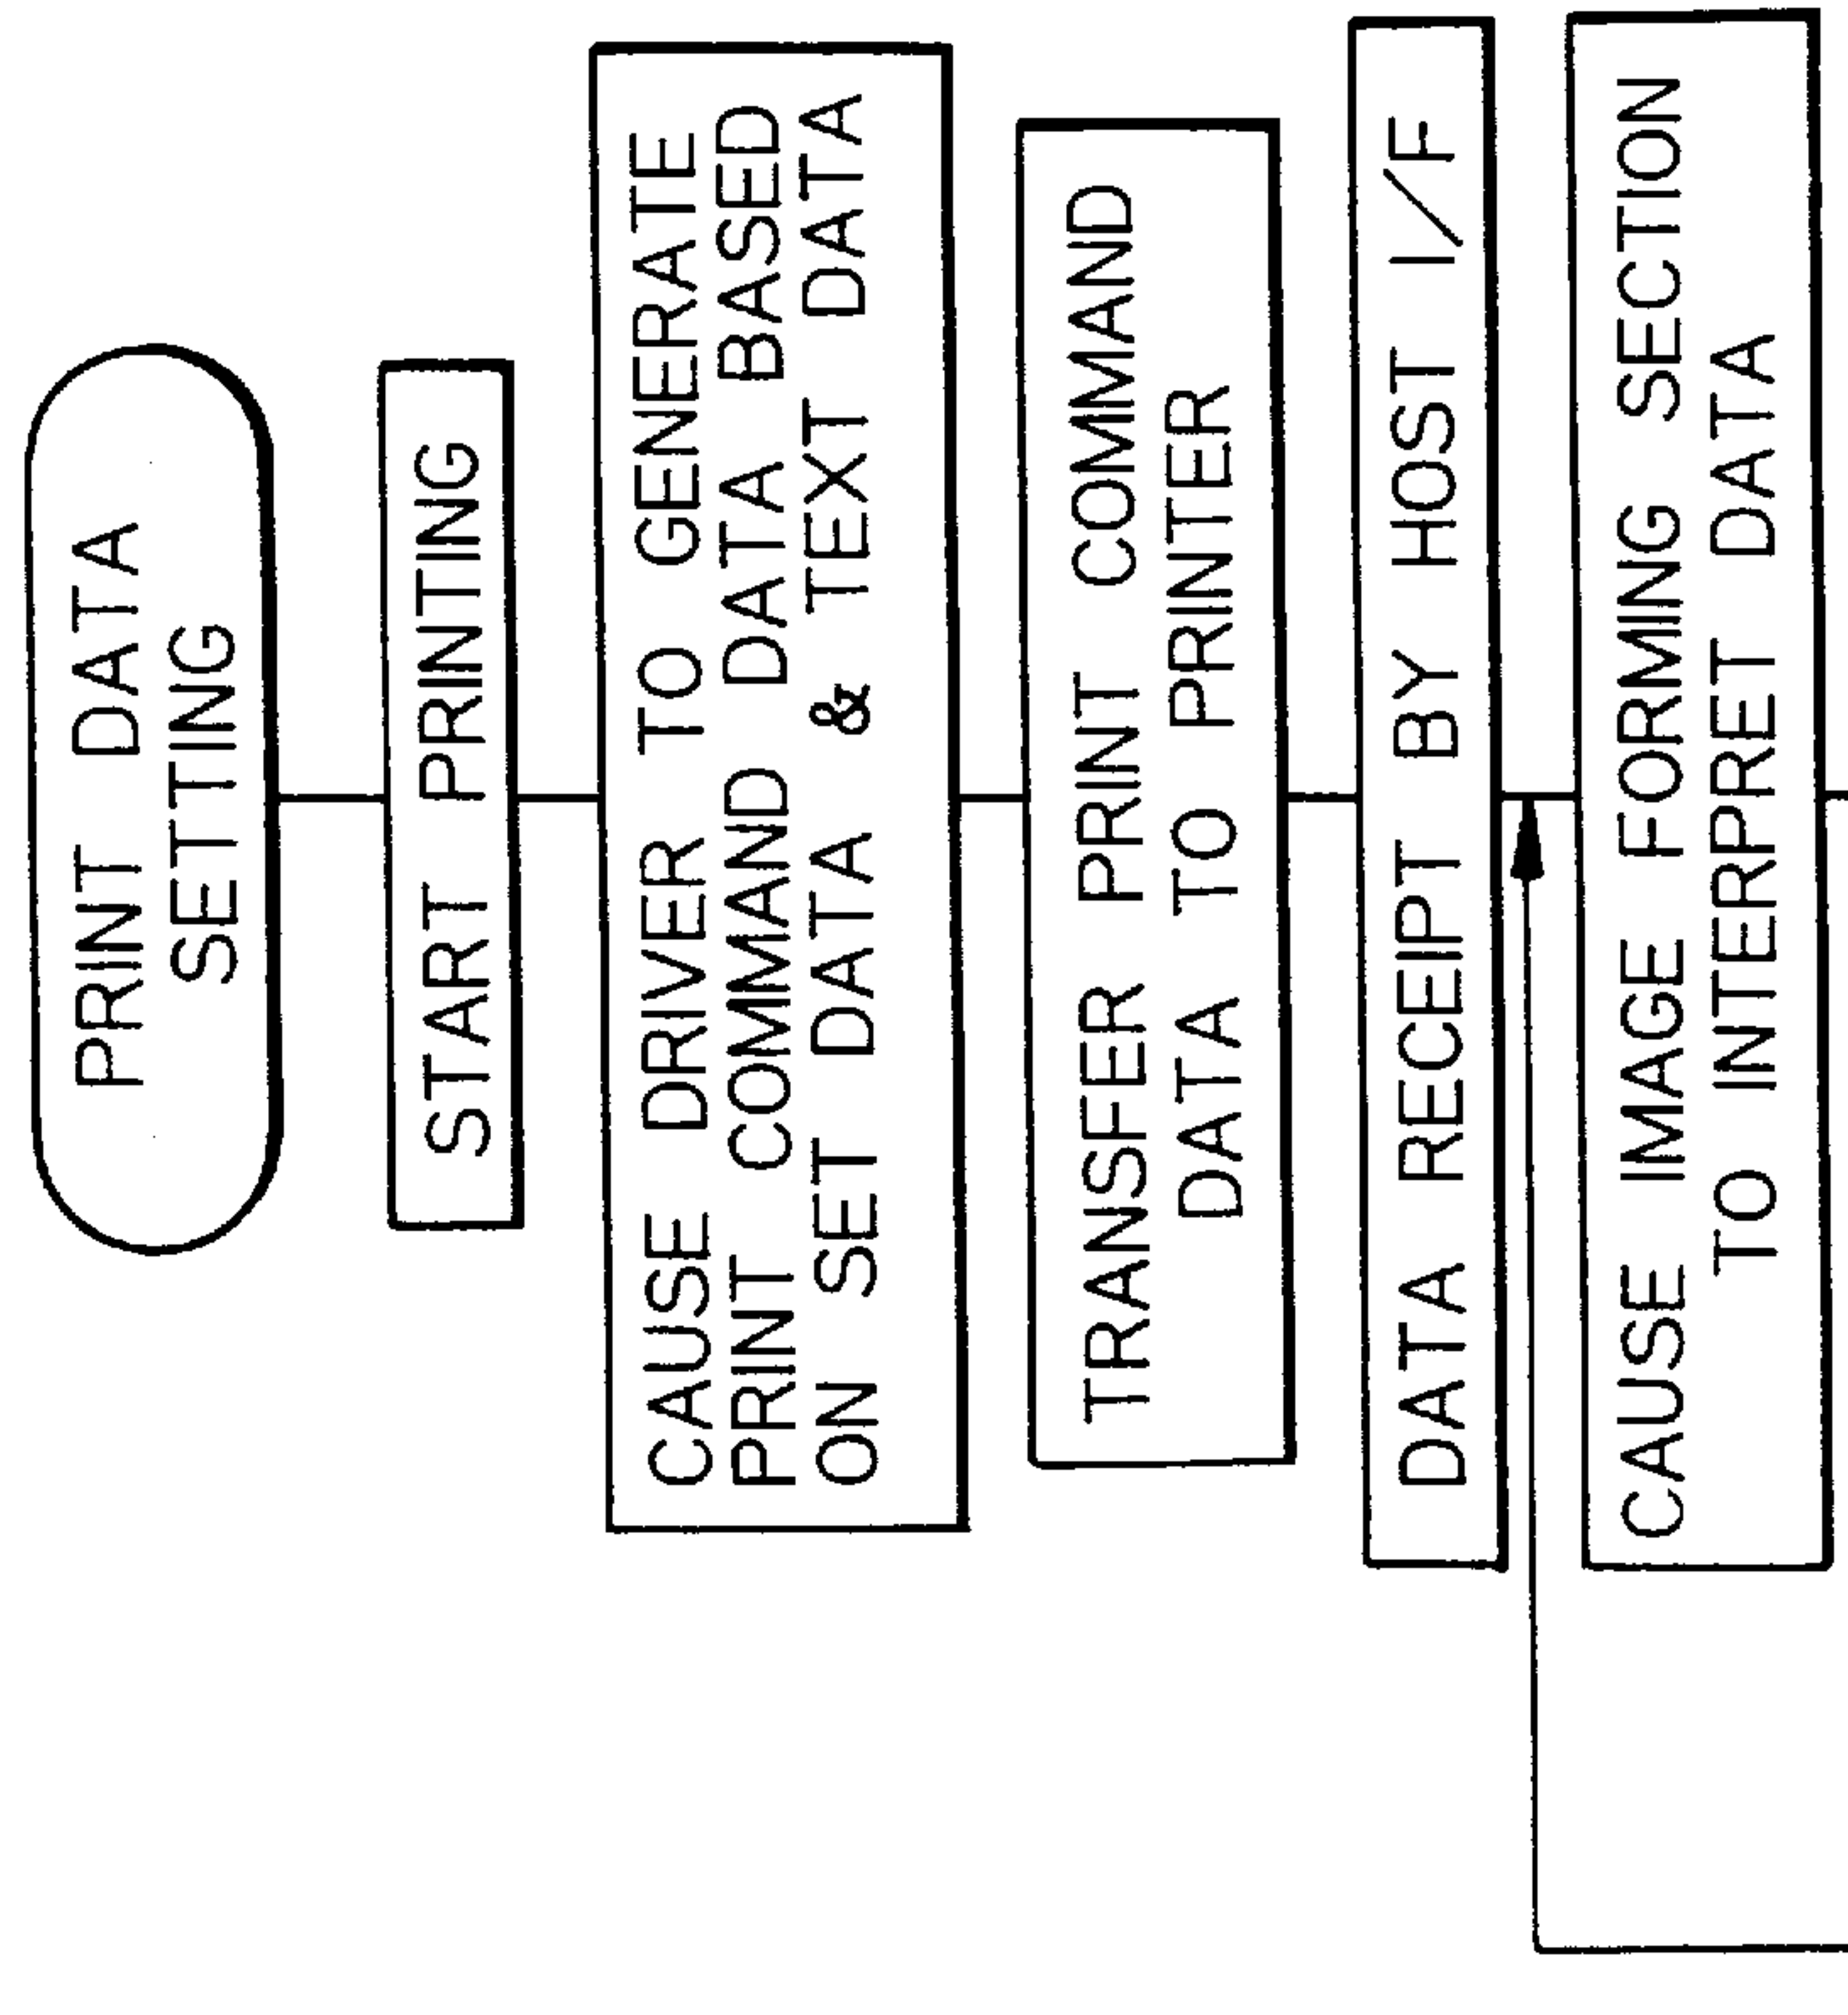 PRINT DATA
SETTING
START PRINTING
CAUSE DRIVER TO GENERATE
PRINT COMMAND DATA BASED
ON SET DATA & TEXT DATA
TRANSFER PRINT COMMAND
DATA TO PRINTER
DATA RECEIPT BY HOST I/F
CAUSE IMAGE FORMING SECTION
TO INTERPRET DATA